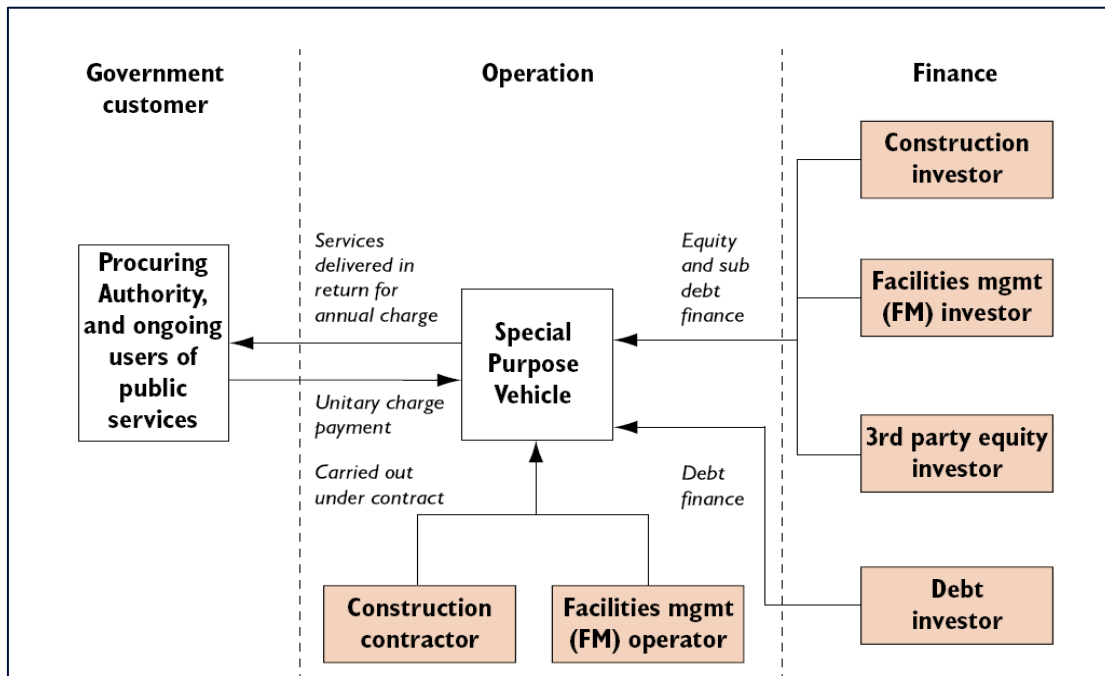 Government
customer
Operation
Finance
Construction
investor
Services
delivered in
return for
annual charge
Equity
and sub
debt
finance
Procuring
Authority,
and ongoing
users of
public
services
Facilities mgmt
(FM) investor
Special
Purpose
Vehicle
Unitary charge
payment
3rd party equity
investor
Carried out
under contract
Debt
finance
Construction
contractor
Facilities mgmt
(FM) operator
Debt
investor